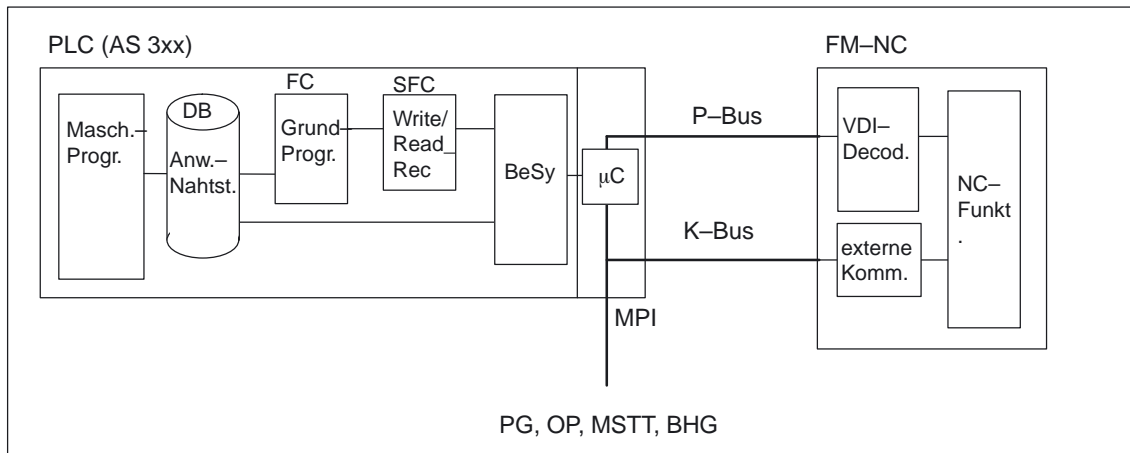 PLC (AS 3xx)
FM–NC
FC
SFC
DB
Masch.–
Progr.
Anw.–
Nahtst.
Grund
Progr.
Write/
Read_
Rec
BeSy
µC
P–Bus
K–Bus
MPI
VDI–
Decod.
externe
Komm.
NC–
Funkt
.
PG, OP, MSTT, BHG